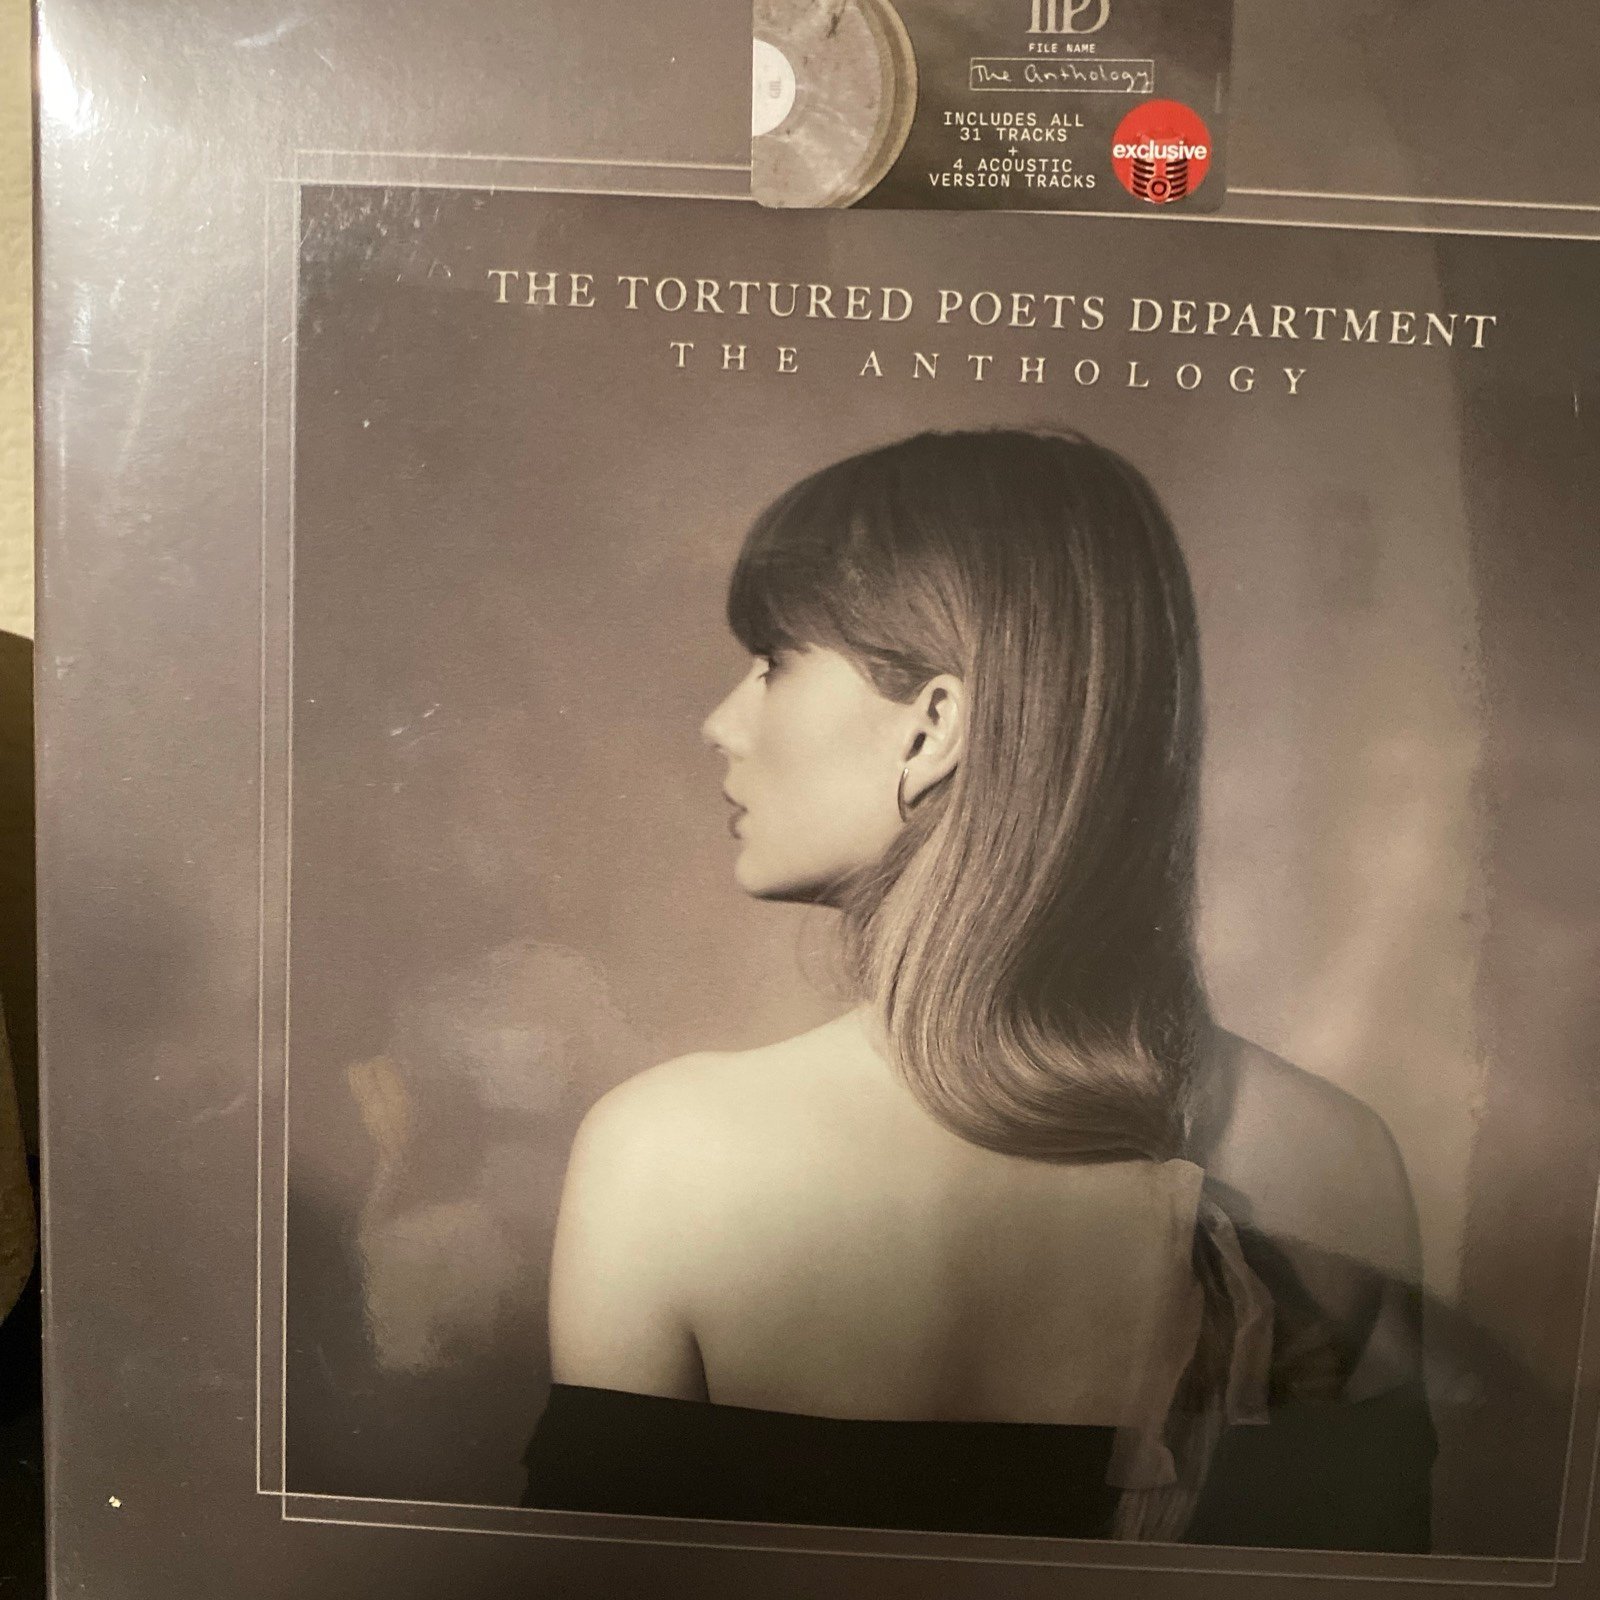 TTPD
FILE NAME
The Anthology
INCLUDES ALL
31 TRACKS
+
4 ACOUSTIC
VERSION TRACKS
exclusive
THE TORTURED POETS DEPARTMENT
THE ANTHOLOGY